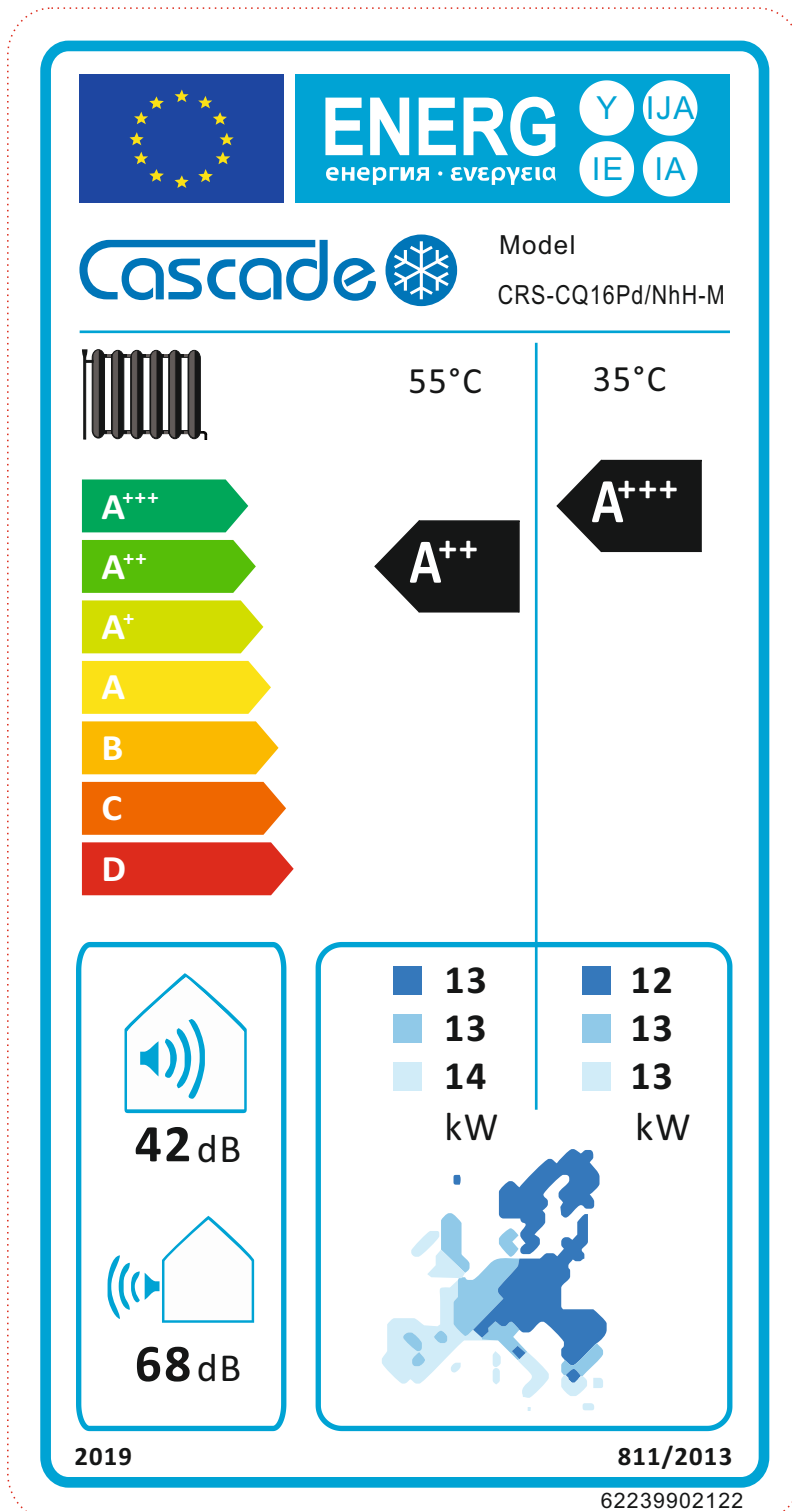 ENERG
енергия · ενεργεια
Y IJA
IE IA
Cascade
Model
CRS-CQ16Pd/NhH-M
55°C
35°C
A+++
A++
A+
A
B
C
D
A++
A+++
42 dB
68 dB
13
13
14
kW
12
13
13
kW
2019
811/2013
62239902122